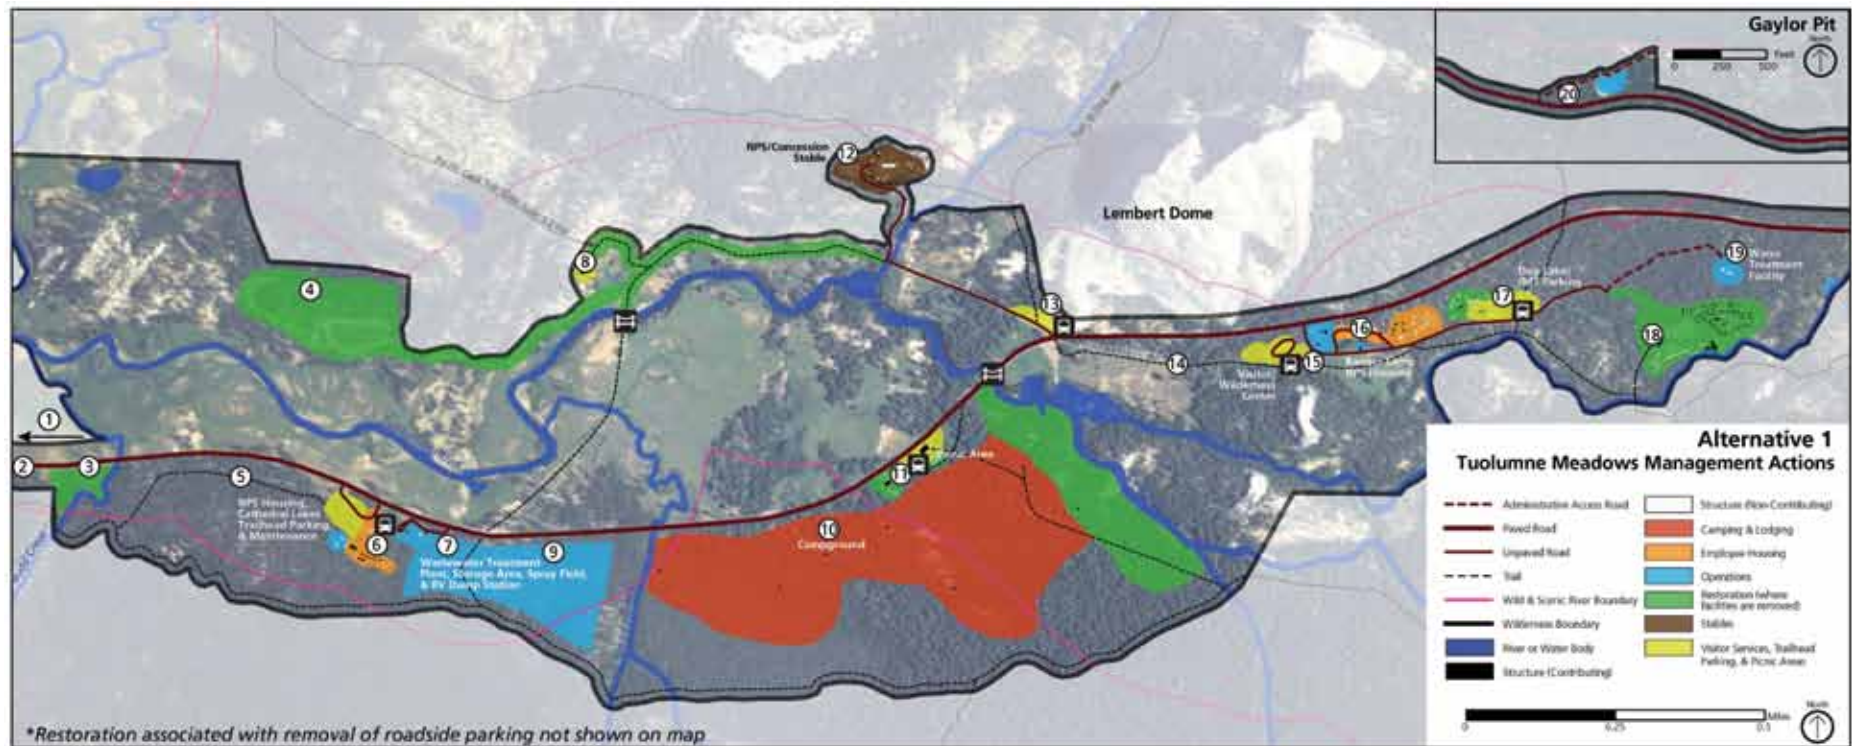 Gaylor Pit
North
Feet
0 250 500
20
NPS/Concession
Stable
12
Lembert Dome
8
4
13
14
15
16
17
18
19
Water
Treatment
Facility
Parking
Visitor
Wilderness
Center
1
2
3
5
NPS Housing,
Cathedral Lakes
Trailhead Parking
& Maintenance
6
7
9
Wastewater Treatment
Plant, Storage Area, Spray Field,
& RV Dump Station
10
Campground
11
Picnic Area
Budd Creek
Alternative 1
Tuolumne Meadows Management Actions
Administrative Access Road
Paved Road
Unpaved Road
Trail
Wild & Scenic River Boundary
Wilderness Boundary
River or Water Body
Structure (Contributing)
Structure (Non-Contributing)
Camping & Lodging
Employee Housing
Operations
Restoration (where
facilities are removed)
Stables
Visitor Services, Trailhead
Parking, & Picnic Areas
0 0.25 0.5
Miles
North
*Restoration associated with removal of roadside parking not shown on map